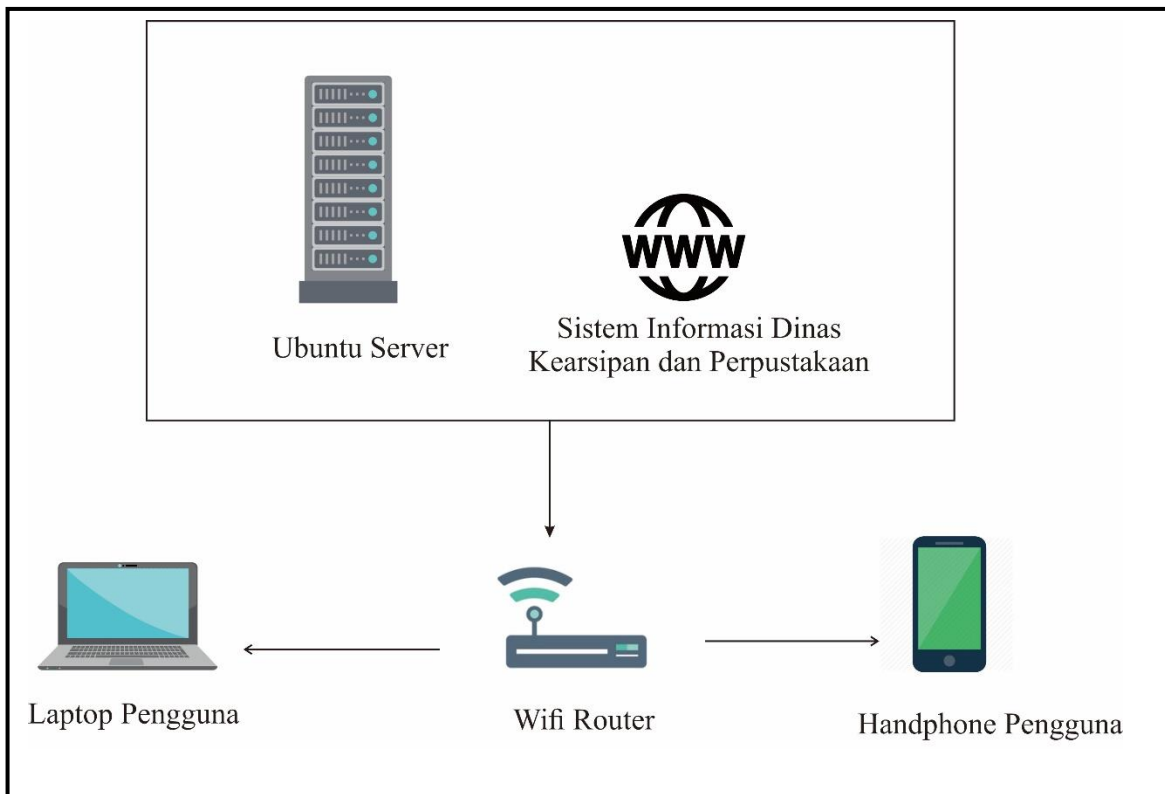 Ubuntu Server
WWW
Sistem Informasi Dinas
Kearsipan dan Perpustakaan
Laptop Pengguna
Wifi Router
Handphone Pengguna